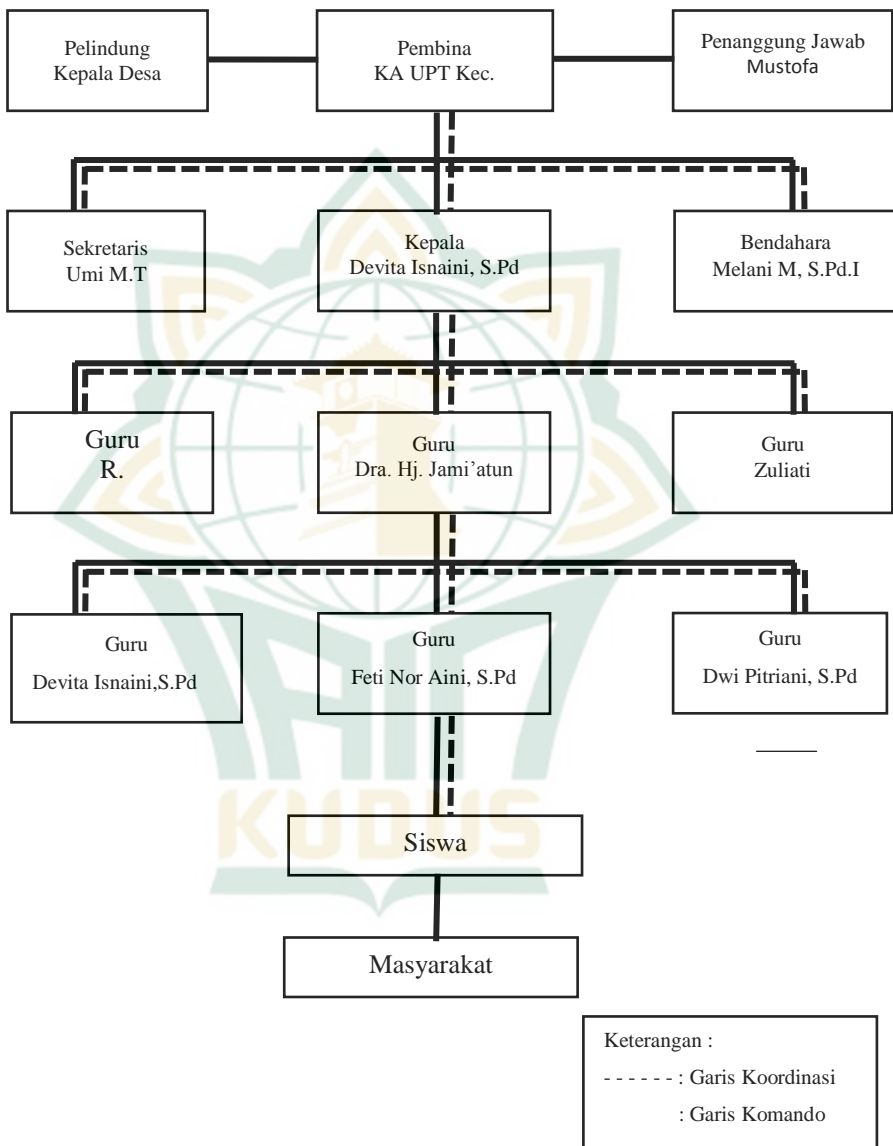 Pelindung
Kepala Desa
Pembina
KA UPT Kec.
Penanggung Jawab
Mustofa
Sekretaris
Umi M.T
Kepala
Devita Isnaini, S.Pd
Bendahara
Melani M, S.Pd.I
Guru
R.
Guru
Dra. Hj. Jami’atun
Guru
Zuliati
Guru
Devita Isnaini,S.Pd
Guru
Feti Nor Aini, S.Pd
Guru
Dwi Pitriani, S.Pd
IAIN
KUDUS
Siswa
Masyarakat
Keterangan :
- - - - - - : Garis Koordinasi
: Garis Komando